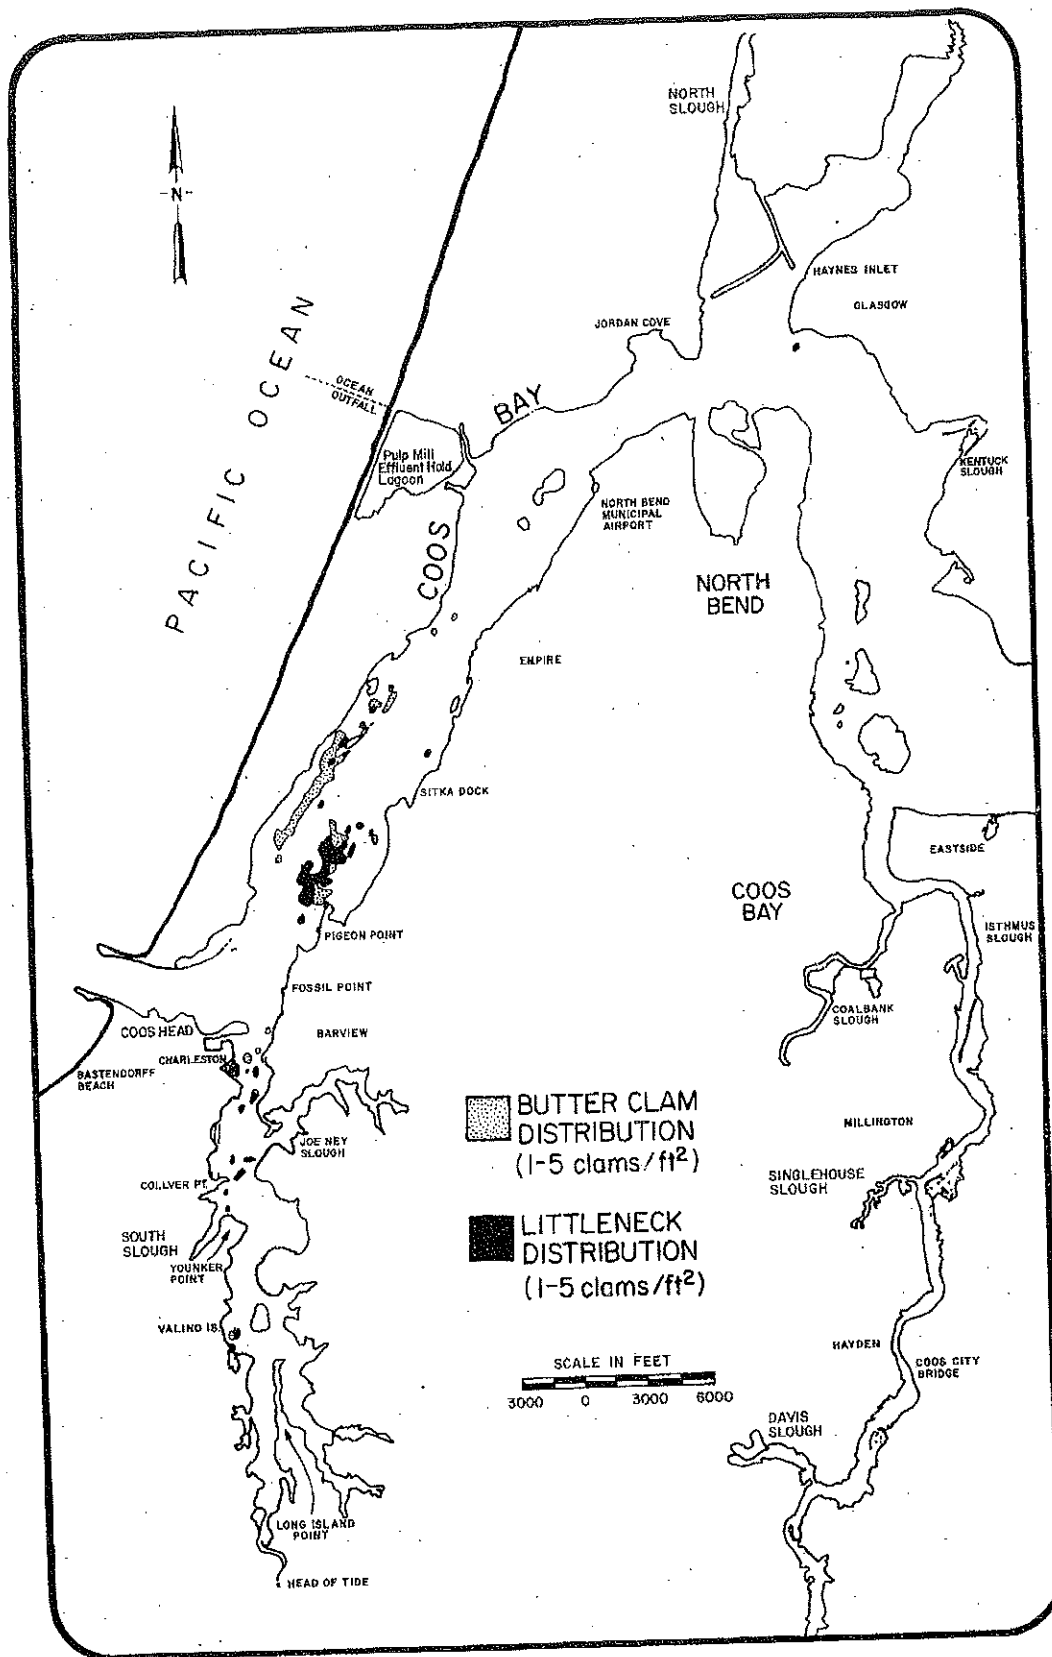 NORTH
SLOUGH
N
HAYNES INLET
GLASGOW
JORDAN COVE
PACIFIC OCEAN
OCEAN
OUTFALL
BAY
Pulp Mill
Effluent Hold
Lagoon
KENTUCK
SLOUGH
NORTH BEND
MUNICIPAL
AIRPORT
COOS
NORTH
BEND
EMPIRE
SITKA DOCK
EASTSIDE
COOS
BAY
ISTHMUS
SLOUGH
PIGEON POINT
FOSSIL POINT
COALBANK
SLOUGH
COOS HEAD
BARVIEW
CHARLESTON
BASTENDORFF
BEACH
BUTTER CLAM
DISTRIBUTION
(1-5 clams/ft²)
MILLINGTON
JOE NEY
SLOUGH
SINGLEHOUSE
SLOUGH
COLLVER PT.
LITTLENECK
DISTRIBUTION
(1-5 clams/ft²)
SOUTH
SLOUGH
YOUNKER
POINT
VALINO IS.
HAYDEN
COOS CITY
BRIDGE
SCALE IN FEET
3000 0 3000 6000
DAVIS
SLOUGH
LONG ISLAND
POINT
HEAD OF TIDE